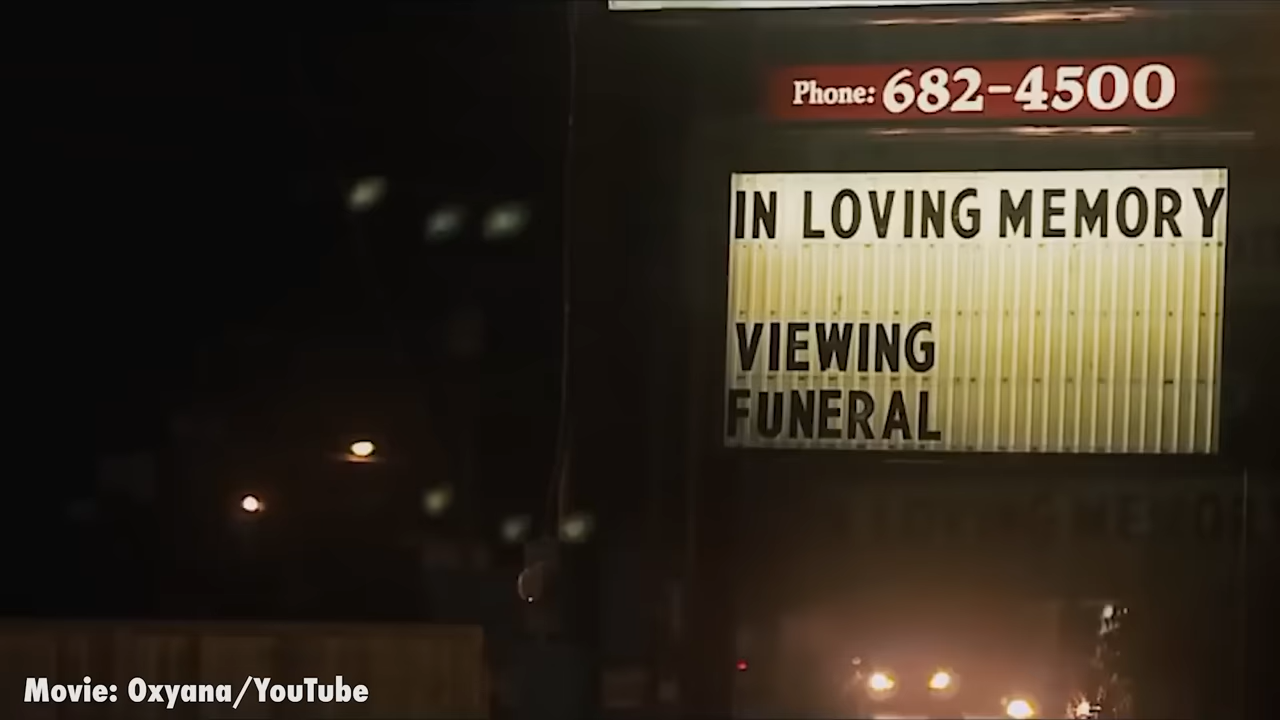 Phone: 682-4500
IN LOVING MEMORY
VIEWING
FUNERAL
Movie: Oxyana/YouTube